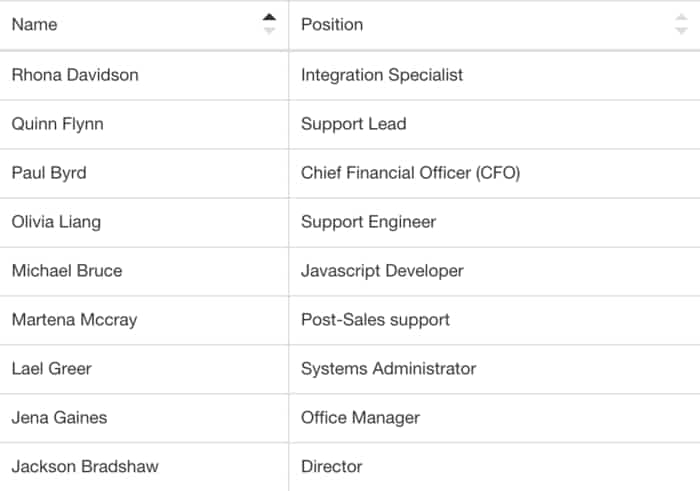 Name Position
Rhona Davidson Integration Specialist
Quinn Flynn Support Lead
Paul Byrd Chief Financial Officer (CFO)
Olivia Liang Support Engineer
Michael Bruce Javascript Developer
Martena Mccray Post-Sales support
Lael Greer Systems Administrator
Jena Gaines Office Manager
Jackson Bradshaw Director